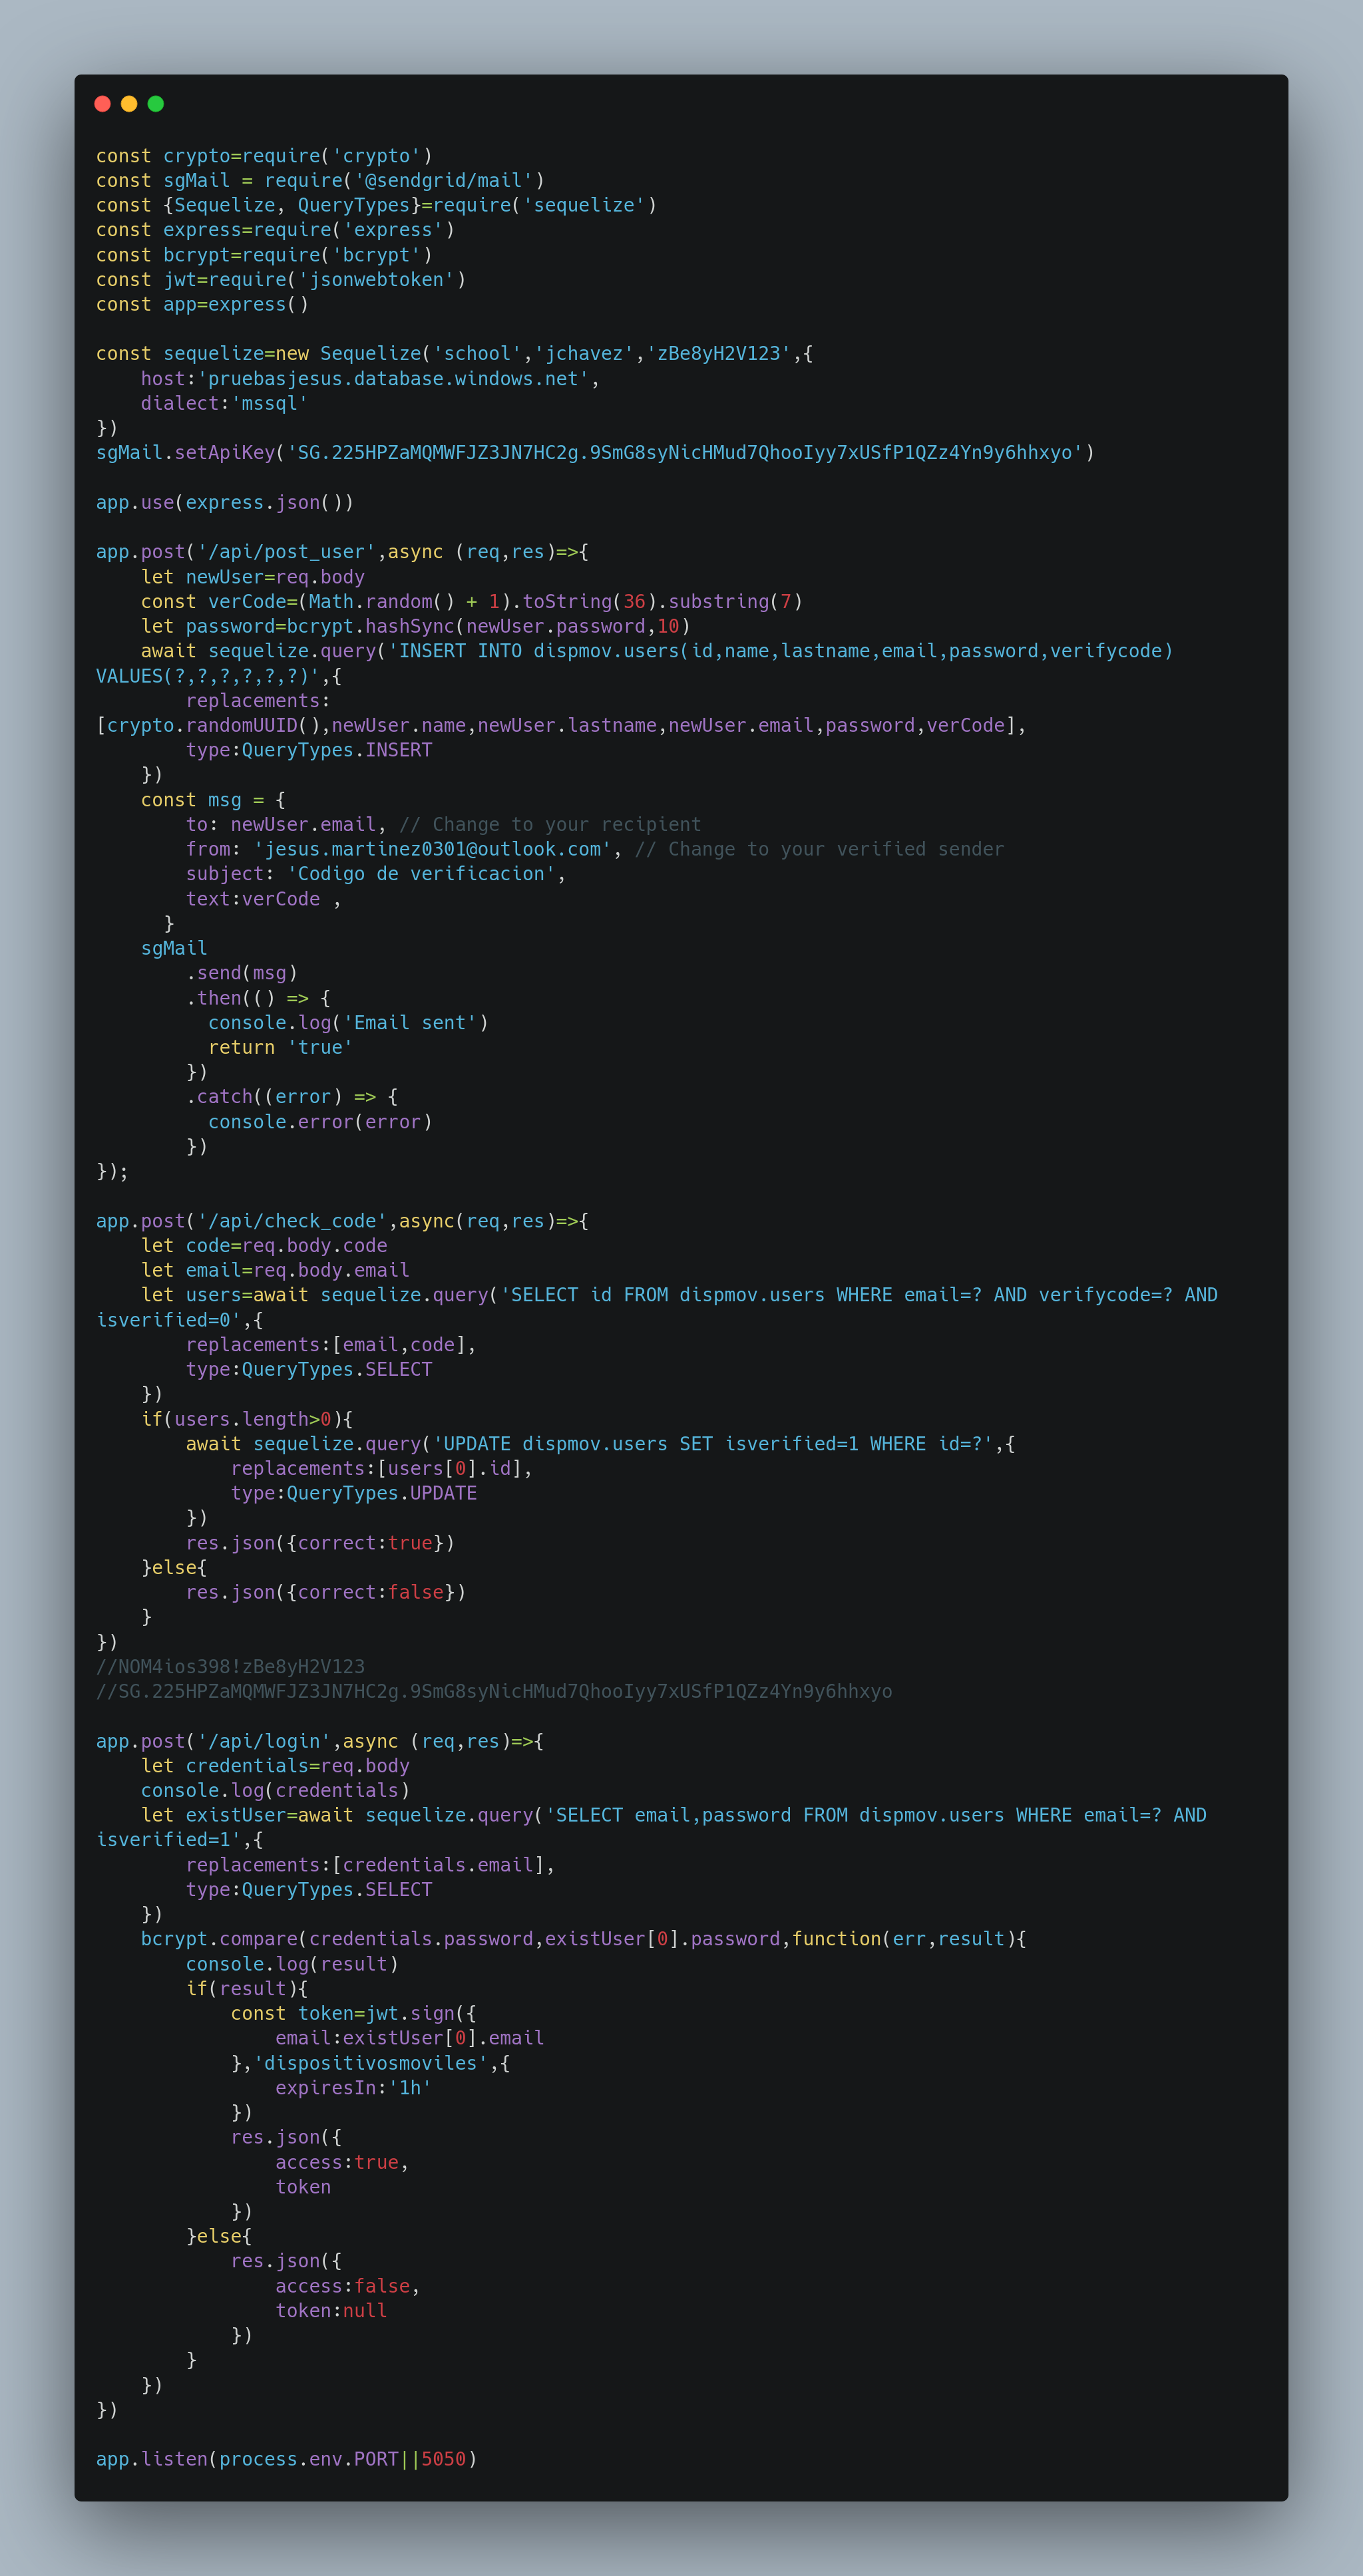 const crypto=require('crypto')
const sgMail = require('@sendgrid/mail')
const {Sequelize, QueryTypes}=require('sequelize')
const express=require('express')
const bcrypt=require('bcrypt')
const jwt=require('jsonwebtoken')
const app=express()

const sequelize=new Sequelize('school','jchavez','zBe8yH2V123',{
    host:'pruebasjesus.database.windows.net',
    dialect:'mssql'
})
sgMail.setApiKey('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')

app.use(express.json())

app.post('/api/post_user',async (req,res)=>{
    let newUser=req.body
    const verCode=(Math.random() + 1).toString(36).substring(7)
    let password=bcrypt.hashSync(newUser.password,10)
    await sequelize.query('INSERT INTO dispmov.users(id,name,lastname,email,password,verifycode)
VALUES(?,?,?,?,?,?)',{
        replacements:
[crypto.randomUUID(),newUser.name,newUser.lastname,newUser.email,password,verCode],
        type:QueryTypes.INSERT
    })
    const msg = {
        to: newUser.email, // Change to your recipient
        from: 'jesus.martinez0301@outlook.com', // Change to your verified sender
        subject: 'Codigo de verificacion',
        text:verCode ,
      }
    sgMail
        .send(msg)
        .then(() => {
          console.log('Email sent')
          return 'true'
        })
        .catch((error) => {
          console.error(error)
        })
});

app.post('/api/check_code',async(req,res)=>{
    let code=req.body.code
    let email=req.body.email
    let users=await sequelize.query('SELECT id FROM dispmov.users WHERE email=? AND verifycode=? AND
isverified=0',{
        replacements:[email,code],
        type:QueryTypes.SELECT
    })
    if(users.length>0){
        await sequelize.query('UPDATE dispmov.users SET isverified=1 WHERE id=?',{
            replacements:[users[0].id],
            type:QueryTypes.UPDATE
        })
        res.json({correct:true})
    }else{
        res.json({correct:false})
    }
})
//NOM4ios398!zBe8yH2V123
//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

app.post('/api/login',async (req,res)=>{
    let credentials=req.body
    console.log(credentials)
    let existUser=await sequelize.query('SELECT email,password FROM dispmov.users WHERE email=? AND
isverified=1',{
        replacements:[credentials.email],
        type:QueryTypes.SELECT
    })
    bcrypt.compare(credentials.password,existUser[0].password,function(err,result){
        console.log(result)
        if(result){
            const token=jwt.sign({
                email:existUser[0].email
            },'dispositivosmoviles',{
                expiresIn:'1h'
            })
            res.json({
                access:true,
                token
            })
        }else{
            res.json({
                access:false,
                token:null
            })
        }
    })
})

app.listen(process.env.PORT||5050)